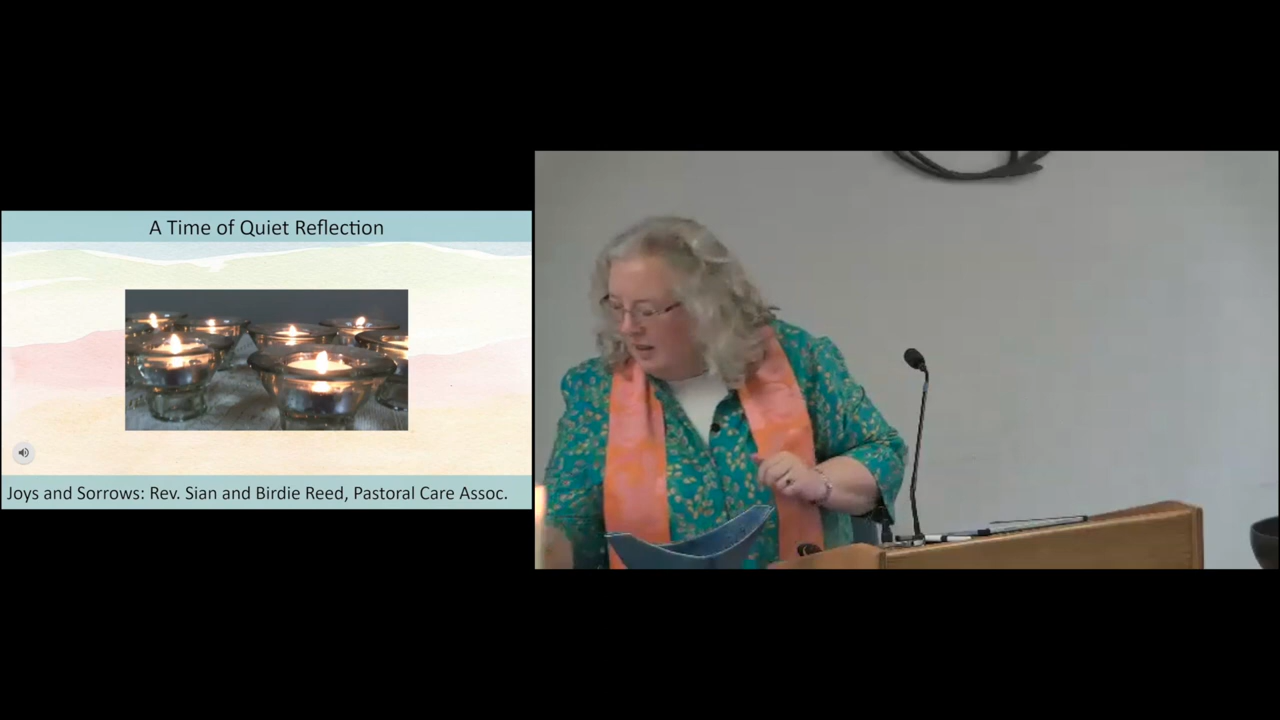 A Time of Quiet Reflection
Joys and Sorrows: Rev. Sian and Birdie Reed, Pastoral Care Assoc.